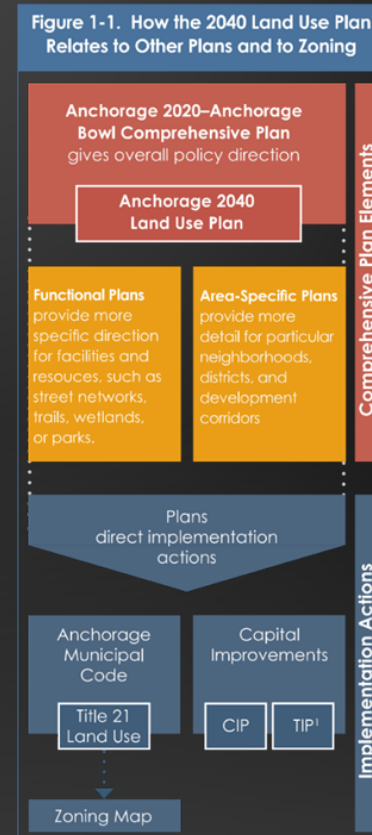 Figure 1-1. How the 2040 Land Use Plan
Relates to Other Plans and to Zoning
Anchorage 2020–Anchorage
Bowl Comprehensive Plan
gives overall policy direction
Anchorage 2040
Land Use Plan
Functional Plans
provide more
specific direction
for facilities and
resouces, such as
street networks,
trails, wetlands,
or parks.
Area-Specific Plans
provide more
detail for particular
neighborhoods,
districts, and
development
corridors
Comprehensive Plan Elements
Plans
direct implementation
actions
Anchorage
Municipal
Code
Title 21
Land Use
Zoning Map
Capital
Improvements
CIP
TIP¹
Implementation Actions